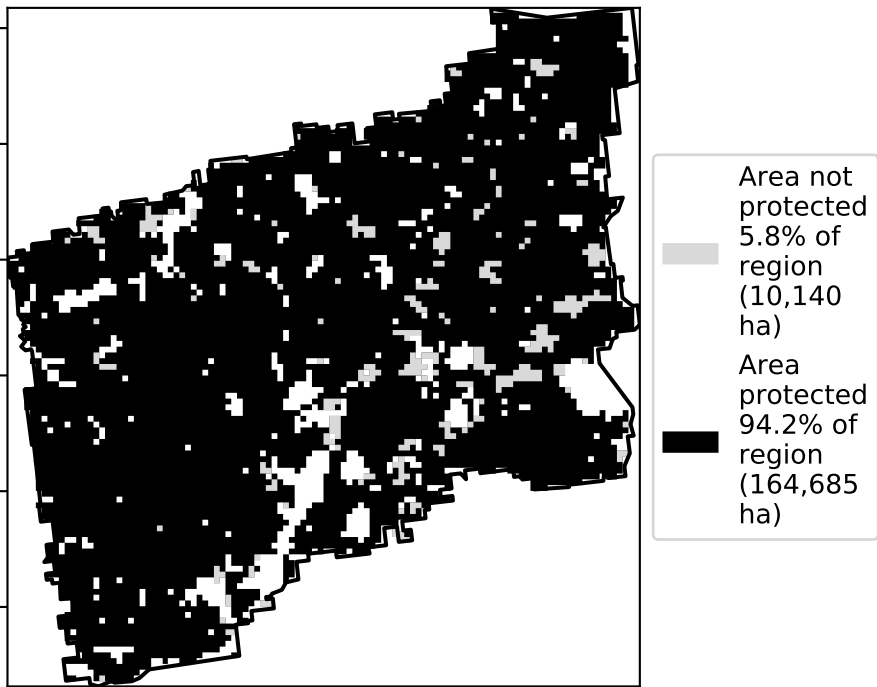 Area not
protected
5.8% of
region
(10,140
ha)
Area
protected
94.2% of
region
(164,685
ha)